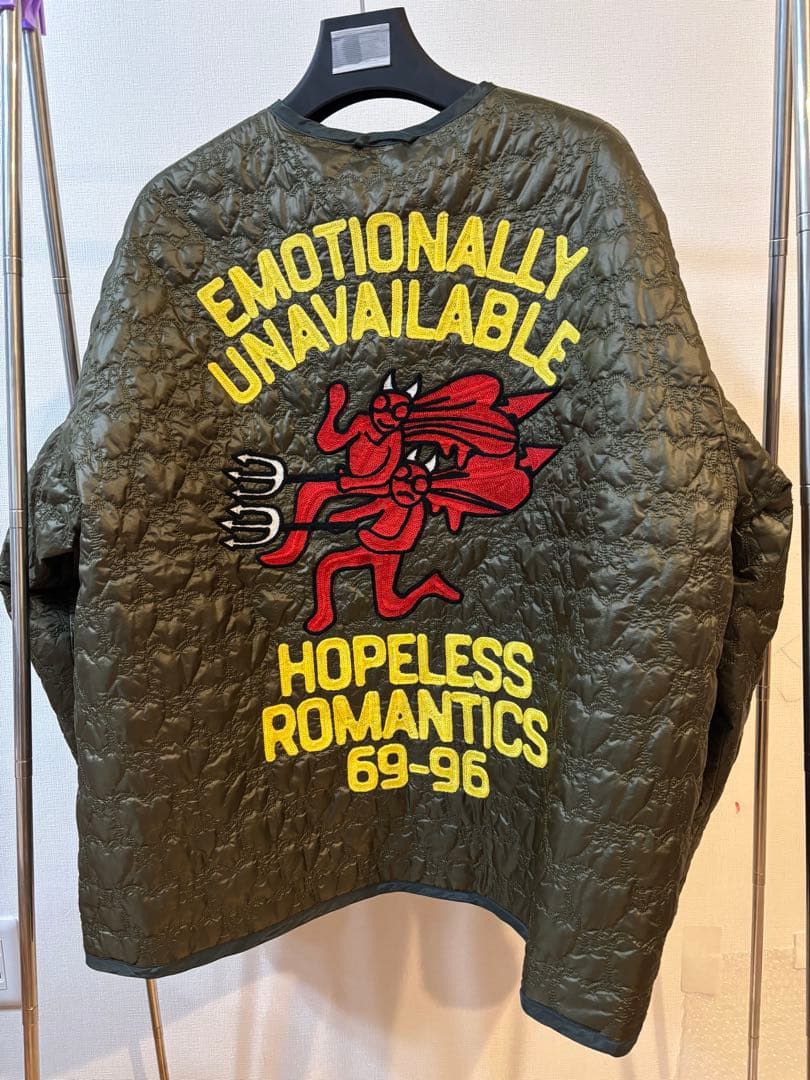 EMOTIONALLY
UNAVAILABLE
HOPELESS
ROMANTICS
69-96